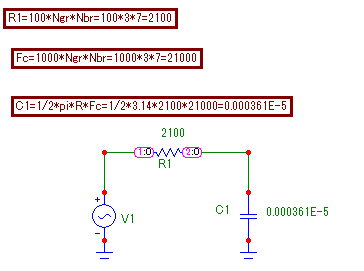 R1=100*Ngr*Nbr=100*3*7=2100
Fc=1000*Ngr*Nbr=1000*3*7=21000
C1=1/2*pi*R*Fc=1/2*3.14*2100*21000=0.000361E-5
2100
1:0 2:0
R1
+
V1
-
C1 0.000361E-5